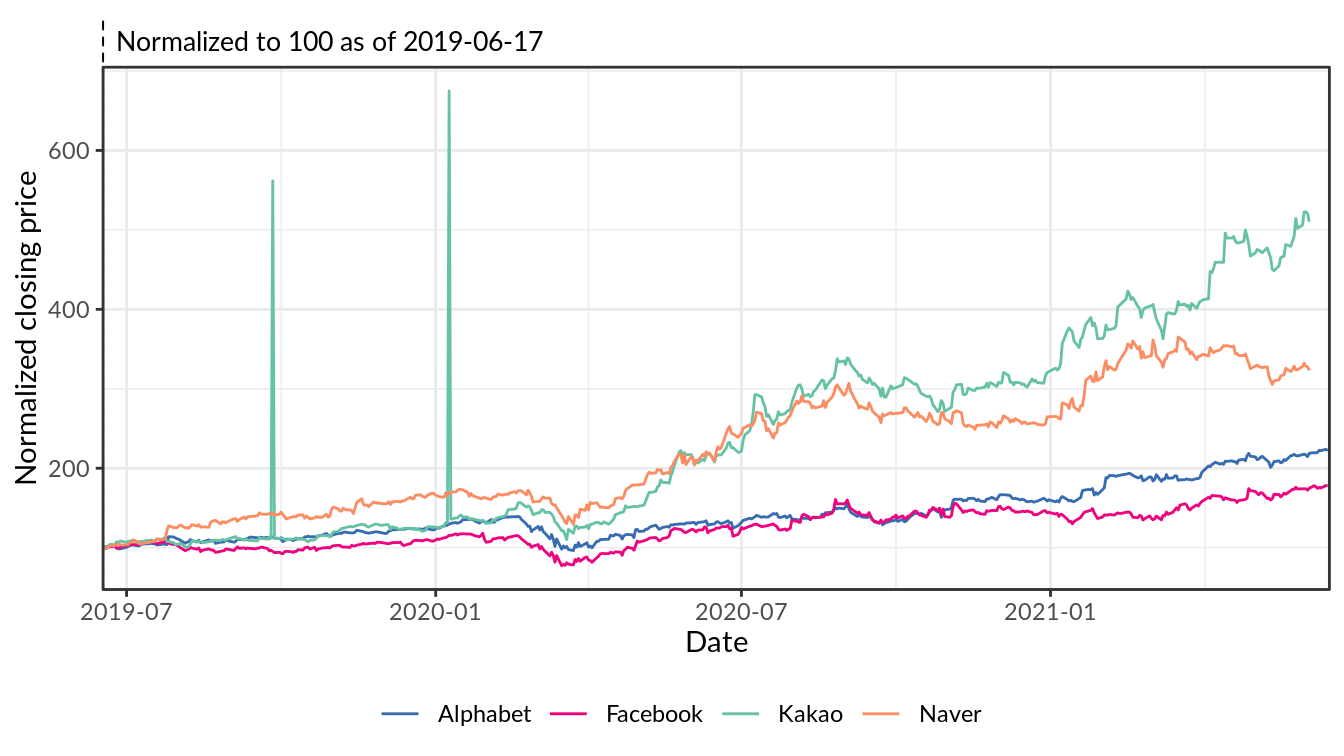 Normalized to 100 as of 2019-06-17
Normalized closing price
600
400
200
2019-07
2020-01
2020-07
2021-01
Date
Alphabet
Facebook
Kakao
Naver